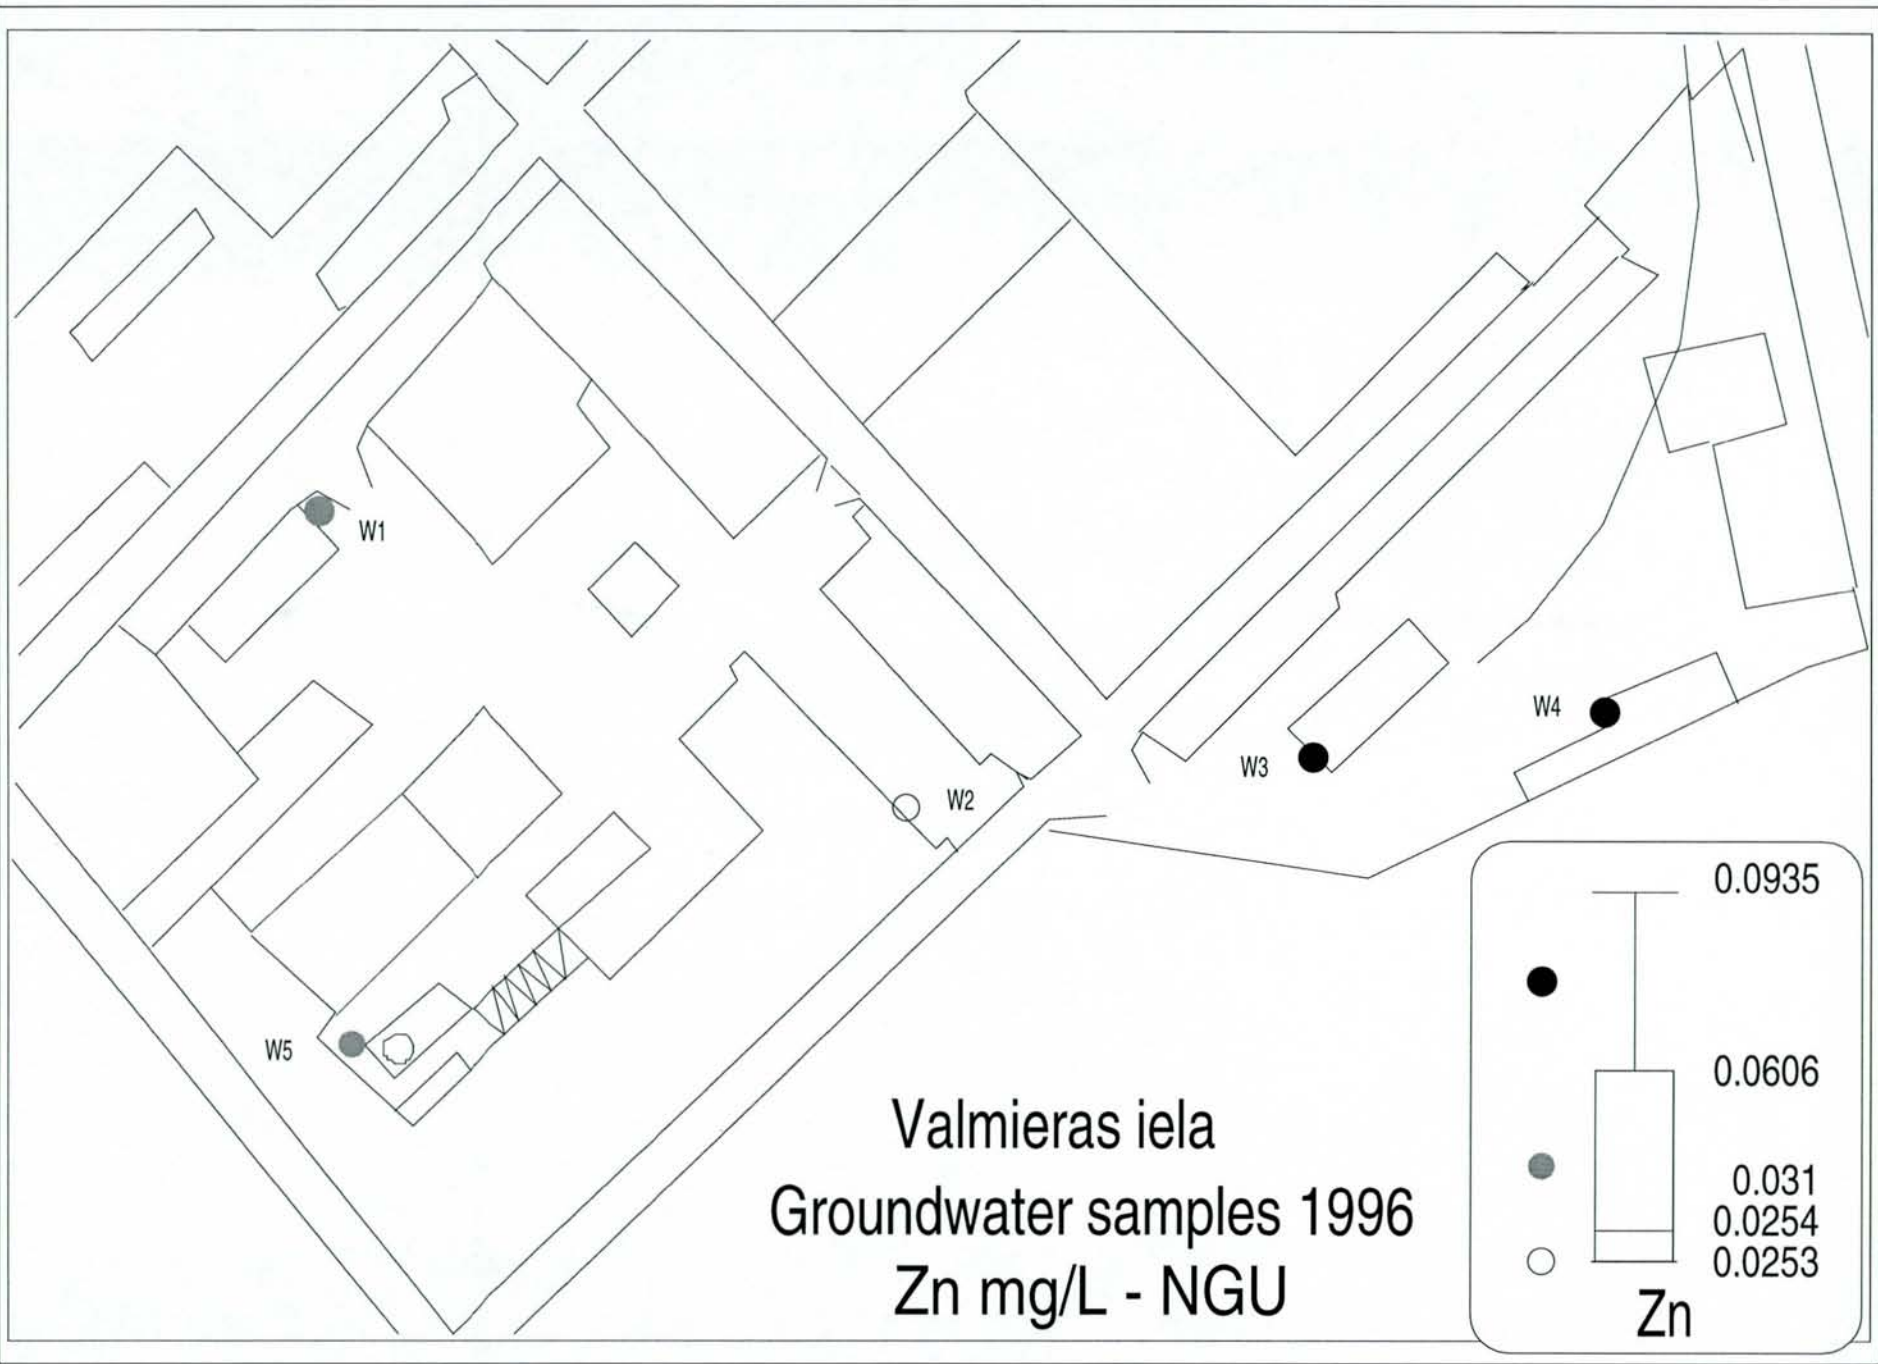 W1
W4
W3
W2
W5
Valmieras iela
Groundwater samples 1996
Zn mg/L - NGU
0.0935
0.0606
0.031
0.0254
0.0253
Zn